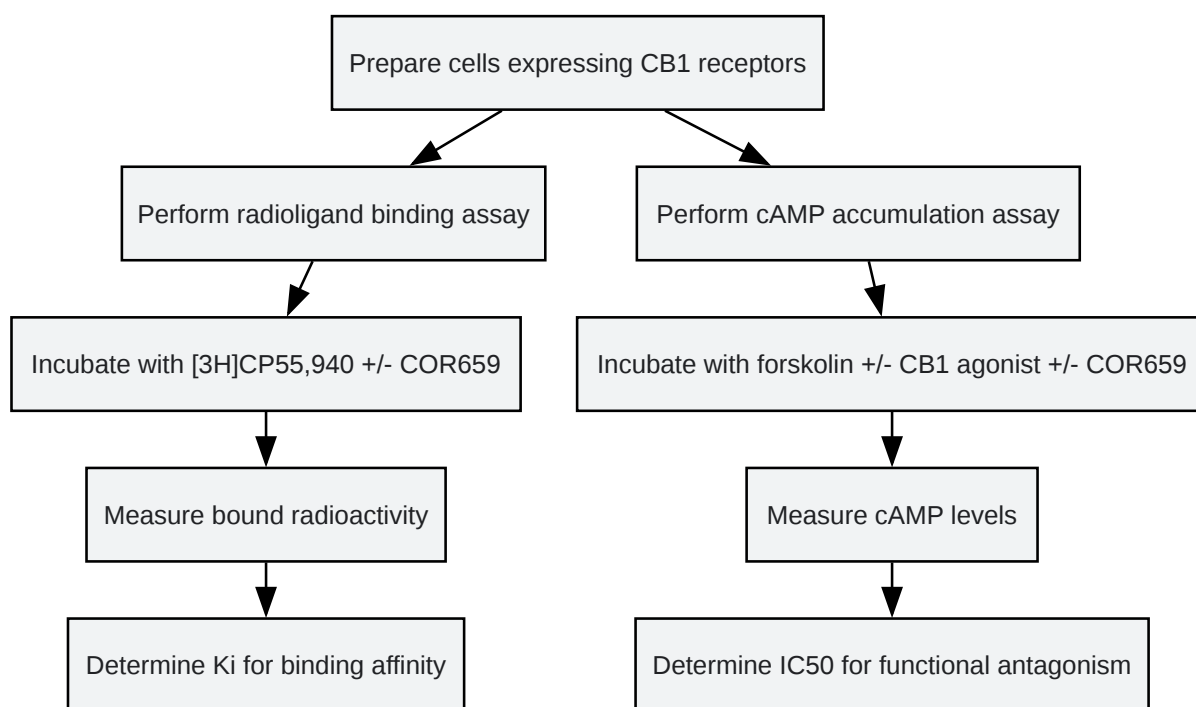 Prepare cells expressing CB1 receptors
Perform radioligand binding assay
Perform cAMP accumulation assay
Incubate with [3H]CP55,940 +/- COR659
Incubate with forskolin +/- CB1 agonist +/- COR659
Measure bound radioactivity
Measure cAMP levels
Determine Ki for binding affinity
Determine IC50 for functional antagonism